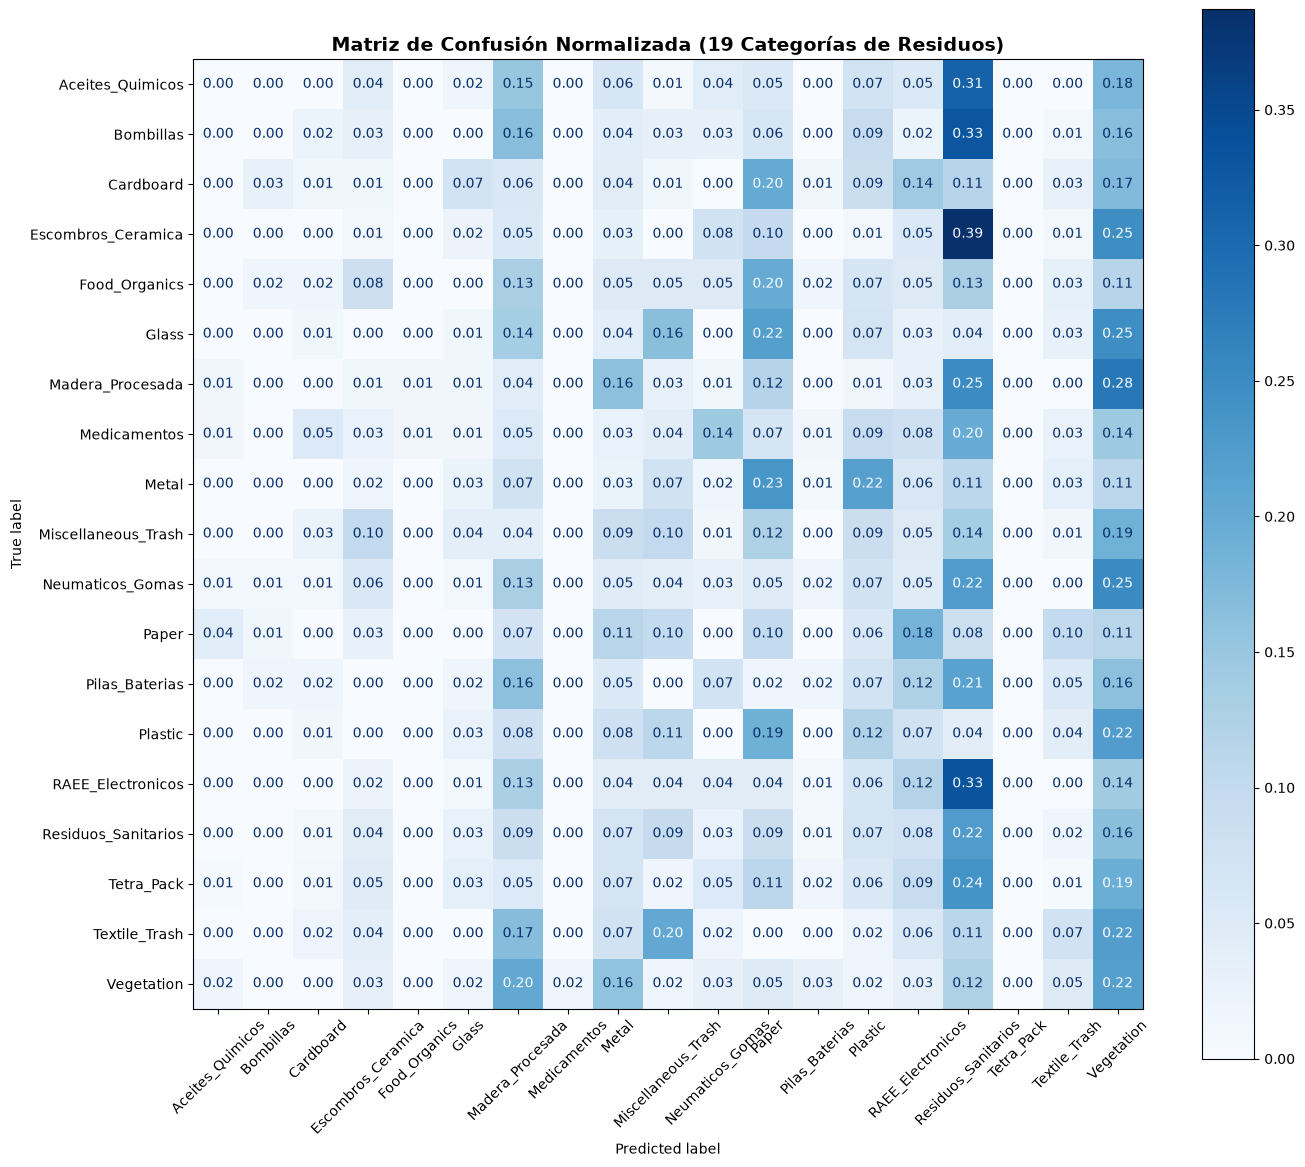 Matriz de Confusión Normalizada (19 Categorías de Residuos)
Aceites_Quimicos 0.00 0.00 0.00 0.04 0.00 0.02 0.15 0.00 0.06 0.01 0.04 0.05 0.00 0.07 0.05 0.31 0.00 0.00 0.18
Bombillas 0.00 0.00 0.02 0.03 0.00 0.00 0.16 0.00 0.04 0.03 0.03 0.06 0.00 0.09 0.02 0.33 0.00 0.01 0.16
Cardboard 0.00 0.03 0.01 0.01 0.00 0.07 0.06 0.00 0.04 0.01 0.00 0.20 0.01 0.09 0.14 0.11 0.00 0.03 0.17
Escombros_Ceramica 0.00 0.00 0.00 0.01 0.00 0.02 0.05 0.00 0.03 0.00 0.08 0.10 0.00 0.01 0.05 0.39 0.00 0.01 0.25
Food_Organics 0.00 0.02 0.02 0.08 0.00 0.00 0.13 0.00 0.05 0.05 0.05 0.20 0.02 0.07 0.05 0.13 0.00 0.03 0.11
Glass 0.00 0.00 0.01 0.00 0.00 0.01 0.14 0.00 0.04 0.16 0.00 0.22 0.00 0.07 0.03 0.04 0.00 0.03 0.25
Madera_Procesada 0.01 0.00 0.00 0.01 0.01 0.01 0.04 0.00 0.16 0.03 0.01 0.12 0.00 0.01 0.03 0.25 0.00 0.00 0.28
Medicamentos 0.01 0.00 0.05 0.03 0.01 0.01 0.05 0.00 0.03 0.04 0.14 0.07 0.01 0.09 0.08 0.20 0.00 0.03 0.14
Metal 0.00 0.00 0.00 0.02 0.00 0.03 0.07 0.00 0.03 0.07 0.02 0.23 0.01 0.22 0.06 0.11 0.00 0.03 0.11
Miscellaneous_Trash 0.00 0.00 0.03 0.10 0.00 0.04 0.04 0.00 0.09 0.10 0.01 0.12 0.00 0.09 0.05 0.14 0.00 0.01 0.19
Neumaticos_Gomas 0.01 0.01 0.01 0.06 0.00 0.01 0.13 0.00 0.05 0.04 0.03 0.05 0.02 0.07 0.05 0.22 0.00 0.00 0.25
Paper 0.04 0.01 0.00 0.03 0.00 0.00 0.07 0.00 0.11 0.10 0.00 0.10 0.00 0.06 0.18 0.08 0.00 0.10 0.11
Pilas_Baterias 0.00 0.02 0.02 0.00 0.00 0.02 0.16 0.00 0.05 0.00 0.07 0.02 0.02 0.07 0.12 0.21 0.00 0.05 0.16
Plastic 0.00 0.00 0.01 0.00 0.00 0.03 0.08 0.00 0.08 0.11 0.00 0.19 0.00 0.12 0.07 0.04 0.00 0.04 0.22
RAEE_Electronicos 0.00 0.00 0.00 0.02 0.00 0.01 0.13 0.00 0.04 0.04 0.04 0.04 0.01 0.06 0.12 0.33 0.00 0.00 0.14
Residuos_Sanitarios 0.00 0.00 0.01 0.04 0.00 0.03 0.09 0.00 0.07 0.09 0.03 0.09 0.01 0.07 0.08 0.22 0.00 0.02 0.16
Tetra_Pack 0.01 0.00 0.01 0.05 0.00 0.03 0.05 0.00 0.07 0.02 0.05 0.11 0.02 0.06 0.09 0.24 0.00 0.01 0.19
Textile_Trash 0.00 0.00 0.02 0.04 0.00 0.00 0.17 0.00 0.07 0.20 0.02 0.00 0.00 0.02 0.06 0.11 0.00 0.07 0.22
Vegetation 0.02 0.00 0.00 0.03 0.00 0.02 0.20 0.02 0.16 0.02 0.03 0.05 0.03 0.02 0.03 0.12 0.00 0.05 0.22
True label
Aceites_Quimicos
Bombillas
Cardboard
Escombros_Ceramica
Food_Organics
Glass
Madera_Procesada
Medicamentos
Metal
Miscellaneous_Trash
Neumaticos_Gomas
Paper
Pilas_Baterias
Plastic
RAEE_Electronicos
Residuos_Sanitarios
Tetra_Pack
Textile_Trash
Vegetation
Predicted label
0.35
0.30
0.25
0.20
0.15
0.10
0.05
0.00